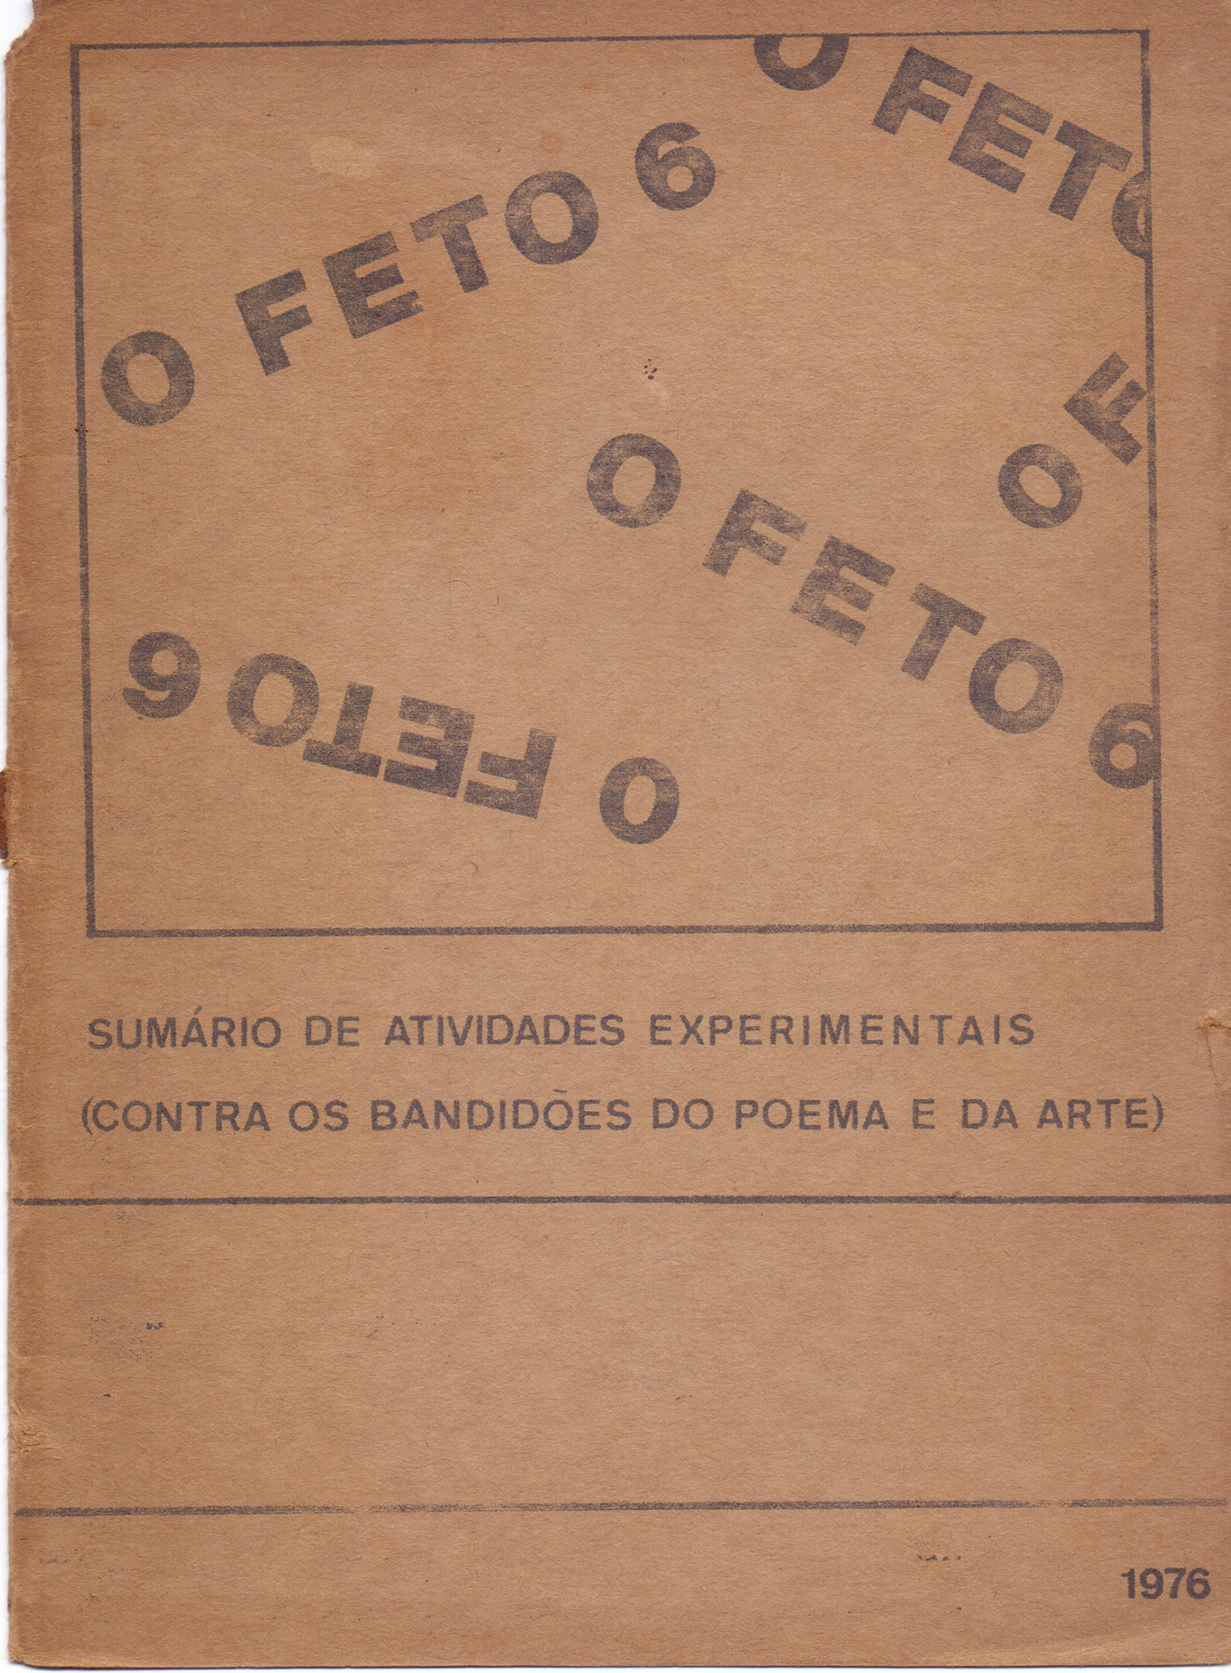 O FETO
O FETO 6
O F
O FETO 6
O FETO 6
SUMÁRIO DE ATIVIDADES EXPERIMENTAIS
(CONTRA OS BANDIDÕES DO POEMA E DA ARTE)
1976